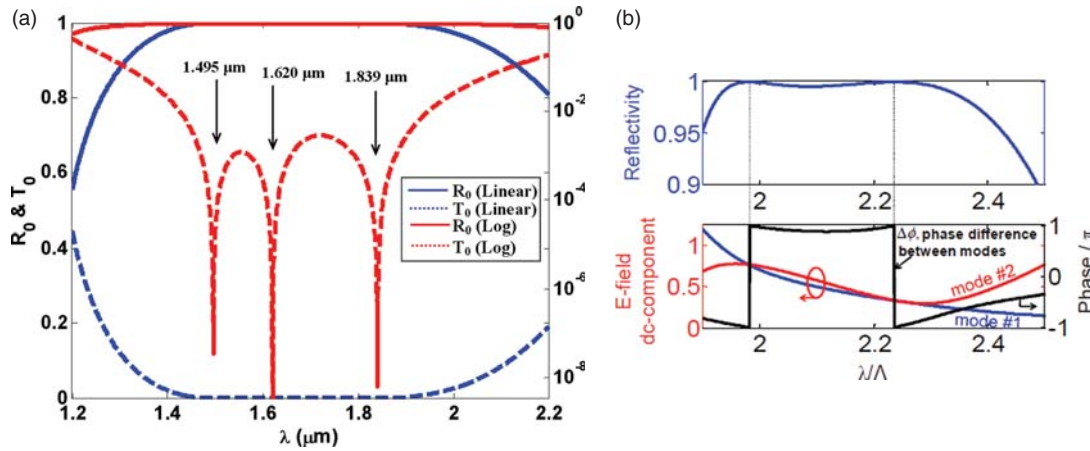 (a)
1
0.8
0.6
0.4
0.2
0
R₀ & T₀
1.495 μm
1.620 μm
1.839 μm
R₀ (Linear)
T₀ (Linear)
R₀ (Log)
T₀ (Log)
10⁰
10⁻²
10⁻⁴
10⁻⁶
10⁻⁸
1.2
1.4
1.6
1.8
2
2.2
λ (μm)
(b)
Reflectivity
1
0.95
0.9
2
2.2
2.4
E-field
dc-component
1
0.5
0
Δϕ, phase difference
between modes
mode #2
mode #1
1
0
-1
Phase / π
2
2.2
2.4
λ/Λ